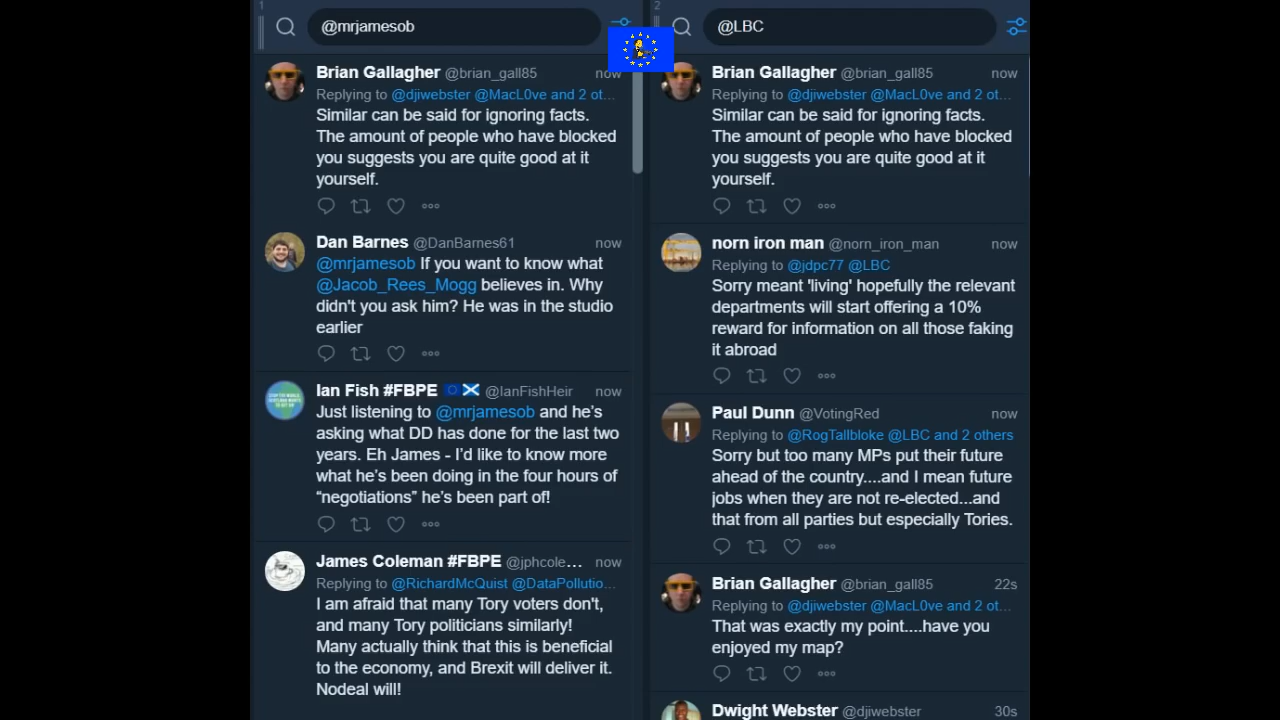 1
@mrjamesob
Brian Gallagher @brian_gall85 now
Replying to @djiwebster @MacL0ve and 2 ot...
Similar can be said for ignoring facts.
The amount of people who have blocked
you suggests you are quite good at it
yourself.
Dan Barnes @DanBarnes61 now
@mrjamesob If you want to know what
@Jacob_Rees_Mogg believes in. Why
didn't you ask him? He was in the studio
earlier
Ian Fish #FBPE @IanFishHeir now
Just listening to @mrjamesob and he's
asking what DD has done for the last two
years. Eh James - I'd like to know more
what he's been doing in the four hours of
“negotiations” he's been part of!
James Coleman #FBPE @jphcole... now
Replying to @RichardMcQuist @DataPollutio...
I am afraid that many Tory voters don't,
and many Tory politicians similarly!
Many actually think that this is beneficial
to the economy, and Brexit will deliver it.
Nodeal will!
2
@LBC
Brian Gallagher @brian_gall85 now
Replying to @djiwebster @MacL0ve and 2 ot...
Similar can be said for ignoring facts.
The amount of people who have blocked
you suggests you are quite good at it
yourself.
norn iron man @norn_iron_man now
Replying to @jdpc77 @LBC
Sorry meant 'living' hopefully the relevant
departments will start offering a 10%
reward for information on all those faking
it abroad
Paul Dunn @VotingRed now
Replying to @RogTallbloke @LBC and 2 others
Sorry but too many MPs put their future
ahead of the country....and I mean future
jobs when they are not re-elected...and
that from all parties but especially Tories.
Brian Gallagher @brian_gall85 22s
Replying to @djiwebster @MacL0ve and 2 ot...
That was exactly my point....have you
enjoyed my map?
Dwight Webster @djiwebster 30s